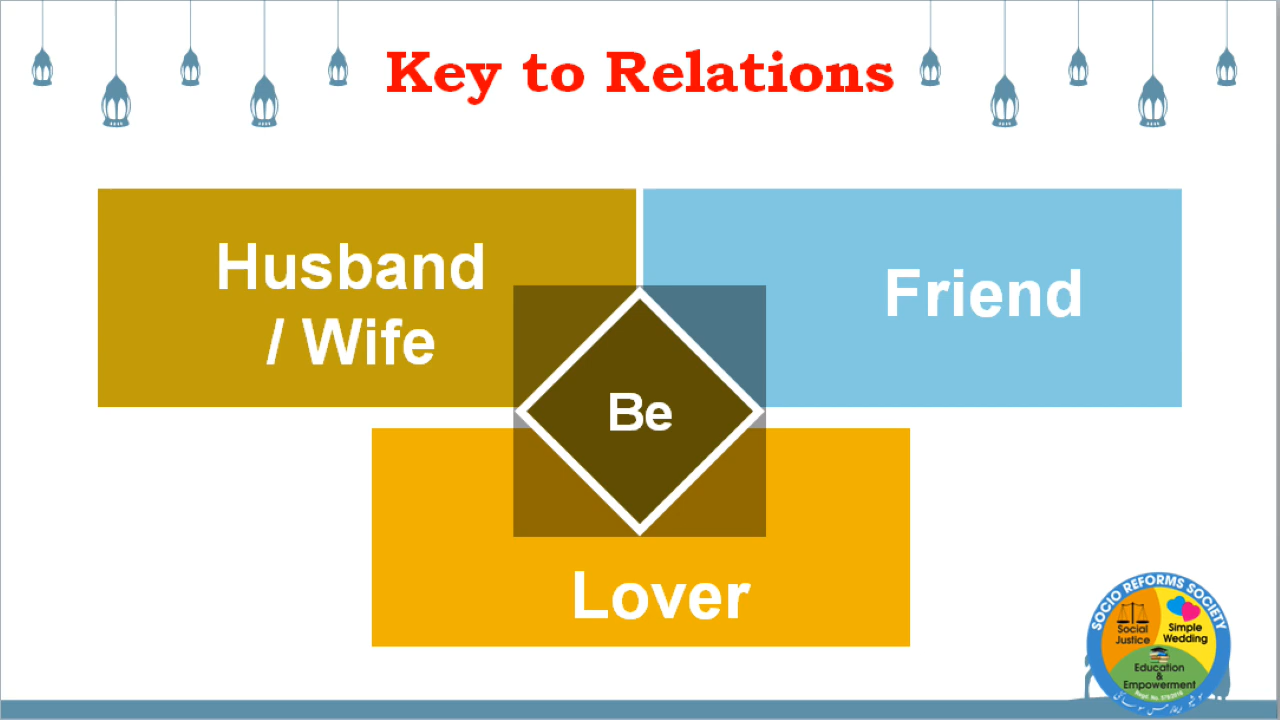 Key to Relations
Husband
/ Wife
Friend
Be
Lover
SOCIO REFORMS SOCIETY
Social
Justice
Simple
Wedding
Education
&
Empowerment